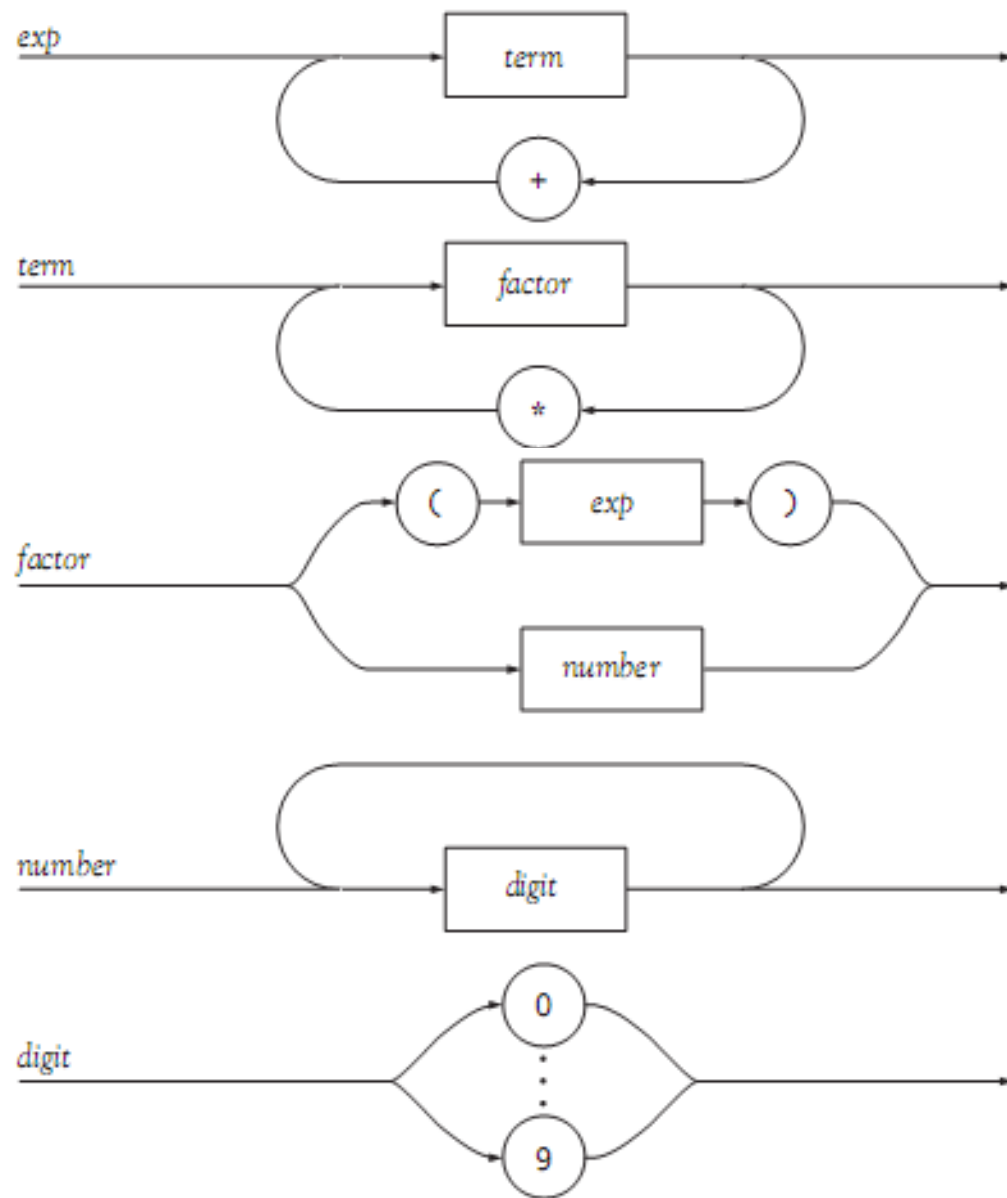 exp
term
+
term
factor
*
( exp )
factor
number
number
digit
0
digit
9